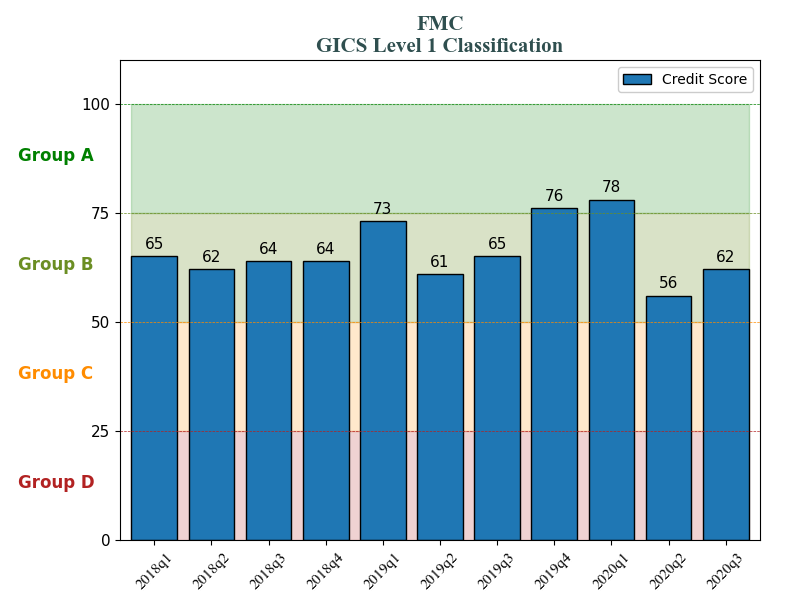 FMC
GICS Level 1 Classification
Credit Score
100
Group A
78
76
75
73
65
62
64
64
61
65
56
62
Group B
50
Group C
25
Group D
0
2018q1
2018q2
2018q3
2018q4
2019q1
2019q2
2019q3
2019q4
2020q1
2020q2
2020q3